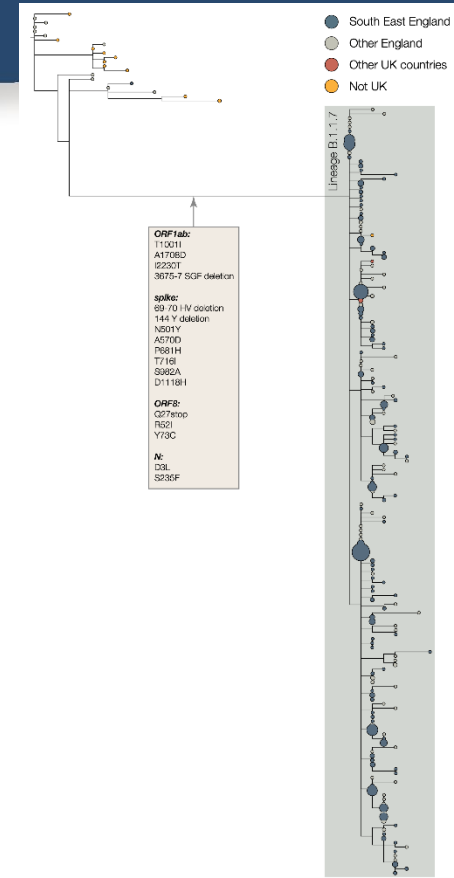 South East England
Other England
Other UK countries
Not UK
Lineage B.1.1.7
ORF1ab:
T1001I
A1708D
I2230T
3675-7 SGF deletion
spike:
69-70 HV deletion
144 Y deletion
N501Y
A570D
P681H
T716I
S982A
D1118H
ORF8:
Q27stop
R52I
Y73C
N:
D3L
S235F